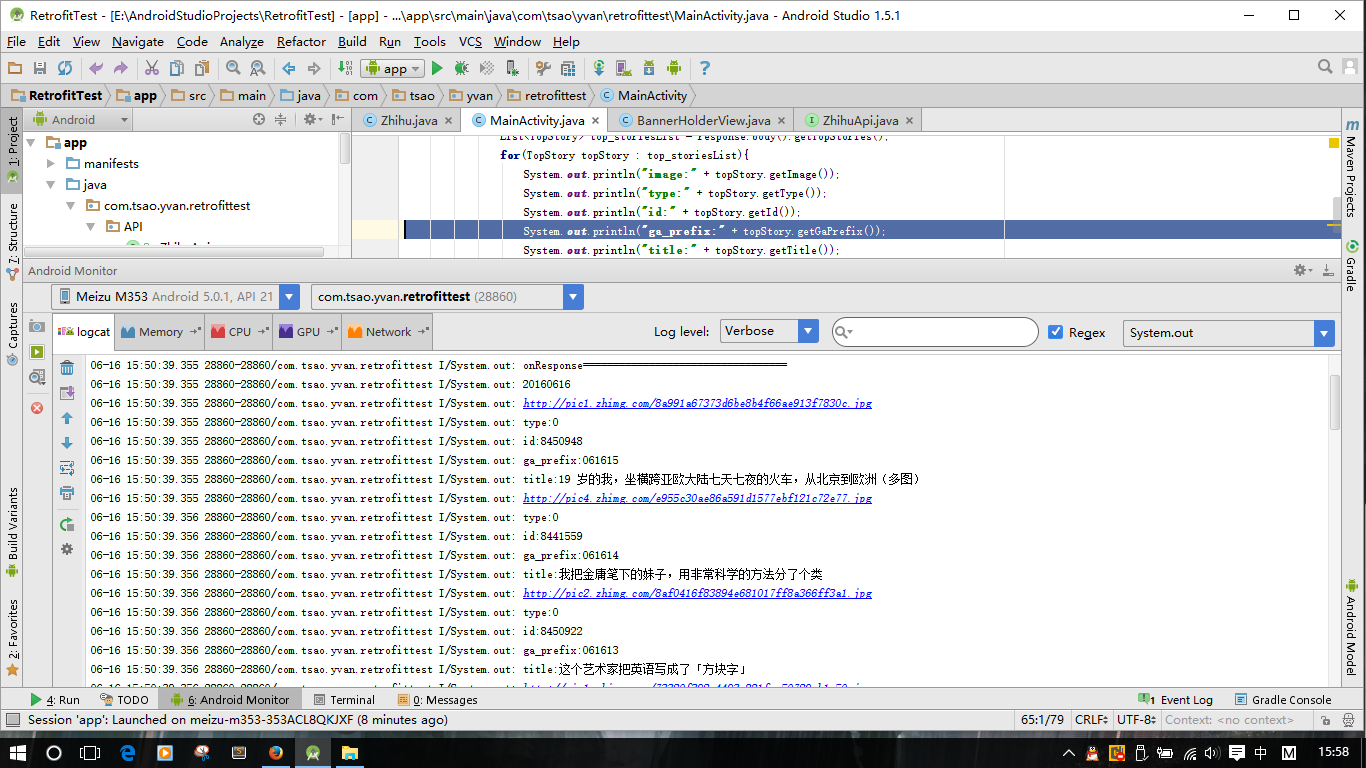 RetrofitTest - [E:\AndroidStudioProjects\RetrofitTest] - [app] - ...\app\src\main\java\com\tsao\yvan\retrofittest\MainActivity.java - Android Studio 1.5.1
File Edit View Navigate Code Analyze Refactor Build Run Tools VCS Window Help
app
RetrofitTest app src main java com tsao yvan retrofittest MainActivity
Android
Zhihu.java MainActivity.java BannerHolderView.java ZhihuApi.java
1: Project
7: Structure
Captures
Build Variants
2: Favorites
app
manifests
java
com.tsao.yvan.retrofittest
API
List<TopStory> top_storiesList = response.body().getTopStories();
for(TopStory topStory : top_storiesList){
System.out.println("image:" + topStory.getImage());
System.out.println("type:" + topStory.getType());
System.out.println("id:" + topStory.getId());
System.out.println("ga_prefix:" + topStory.getGaPrefix());
System.out.println("title:" + topStory.getTitle());
Maven Projects
Gradle
Android Model
Android Monitor
Meizu M353 Android 5.0.1, API 21 com.tsao.yvan.retrofittest (28860)
logcat Memory CPU GPU Network Log level: Verbose Regex System.out
06-16 15:50:39.355 28860-28860/com.tsao.yvan.retrofittest I/System.out: onResponse==================================
06-16 15:50:39.355 28860-28860/com.tsao.yvan.retrofittest I/System.out: 20160616
06-16 15:50:39.355 28860-28860/com.tsao.yvan.retrofittest I/System.out: http://pic1.zhimg.com/8a991a67373d6be8b4f66ae913f7830c.jpg
06-16 15:50:39.355 28860-28860/com.tsao.yvan.retrofittest I/System.out: type:0
06-16 15:50:39.355 28860-28860/com.tsao.yvan.retrofittest I/System.out: id:8450948
06-16 15:50:39.355 28860-28860/com.tsao.yvan.retrofittest I/System.out: ga_prefix:061615
06-16 15:50:39.355 28860-28860/com.tsao.yvan.retrofittest I/System.out: title:19 岁的我，坐横跨亚欧大陆七天七夜的火车，从北京到欧洲（多图）
06-16 15:50:39.355 28860-28860/com.tsao.yvan.retrofittest I/System.out: http://pic4.zhimg.com/e955c30ae86a591d1577ebf121c72e77.jpg
06-16 15:50:39.355 28860-28860/com.tsao.yvan.retrofittest I/System.out: type:0
06-16 15:50:39.355 28860-28860/com.tsao.yvan.retrofittest I/System.out: id:8441559
06-16 15:50:39.355 28860-28860/com.tsao.yvan.retrofittest I/System.out: ga_prefix:061614
06-16 15:50:39.355 28860-28860/com.tsao.yvan.retrofittest I/System.out: title:我把金庸笔下的妹子，用非常科学的方法分了个类
06-16 15:50:39.355 28860-28860/com.tsao.yvan.retrofittest I/System.out: http://pic2.zhimg.com/8af0416f83894e681017ff8a366ff3a1.jpg
06-16 15:50:39.355 28860-28860/com.tsao.yvan.retrofittest I/System.out: type:0
06-16 15:50:39.355 28860-28860/com.tsao.yvan.retrofittest I/System.out: id:8450922
06-16 15:50:39.355 28860-28860/com.tsao.yvan.retrofittest I/System.out: ga_prefix:061613
06-16 15:50:39.355 28860-28860/com.tsao.yvan.retrofittest I/System.out: title:这个艺术家把英语写成了「方块字」
4: Run TODO 6: Android Monitor Terminal 0: Messages 1 Event Log Gradle Console
Session 'app': Launched on meizu-m353-353ACL8QKJXF (8 minutes ago) 65:1/79 CRLF UTF-8 Context: <no context>
中 M 15:58